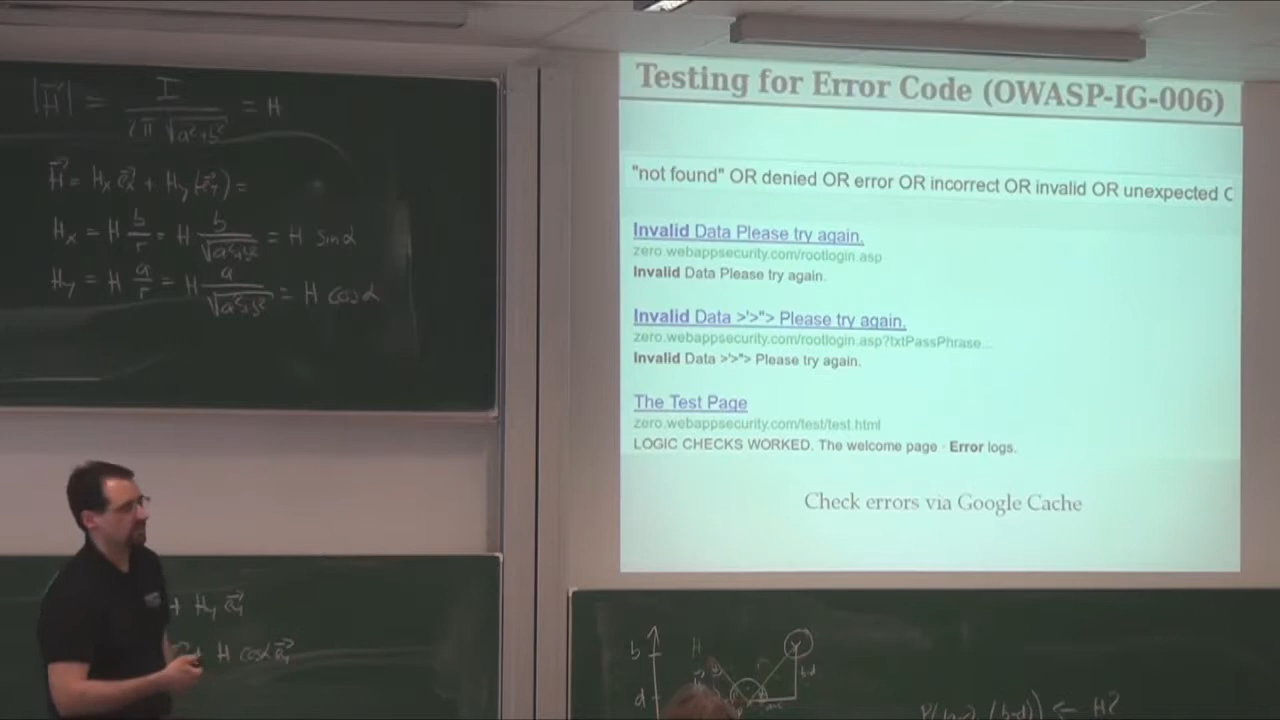 |H⃗| = I / (2π √(a²+b²)) = H
H⃗ = Hx
Hx = H b/r = H b/√(a²+b²) = H sin α
Hy = H a/r = H a/√(a²+b²) = H cos α
+ Hy
+ H cos α
Testing for Error Code (OWASP-IG-006)
"not found" OR denied OR error OR incorrect OR invalid OR unexpected
Invalid Data Please try again.
zero.webappsecurity.com/rootlogin.asp
Invalid Data Please try again.
Invalid Data >'>"> Please try again.
zero.webappsecurity.com/rootlogin.asp?txtPassPhrase...
Invalid Data >'>"> Please try again.
The Test Page
zero.webappsecurity.com/test/test.html
LOGIC CHECKS WORKED. The welcome page · Error logs.
Check errors via Google Cache
b
H
b-d
d